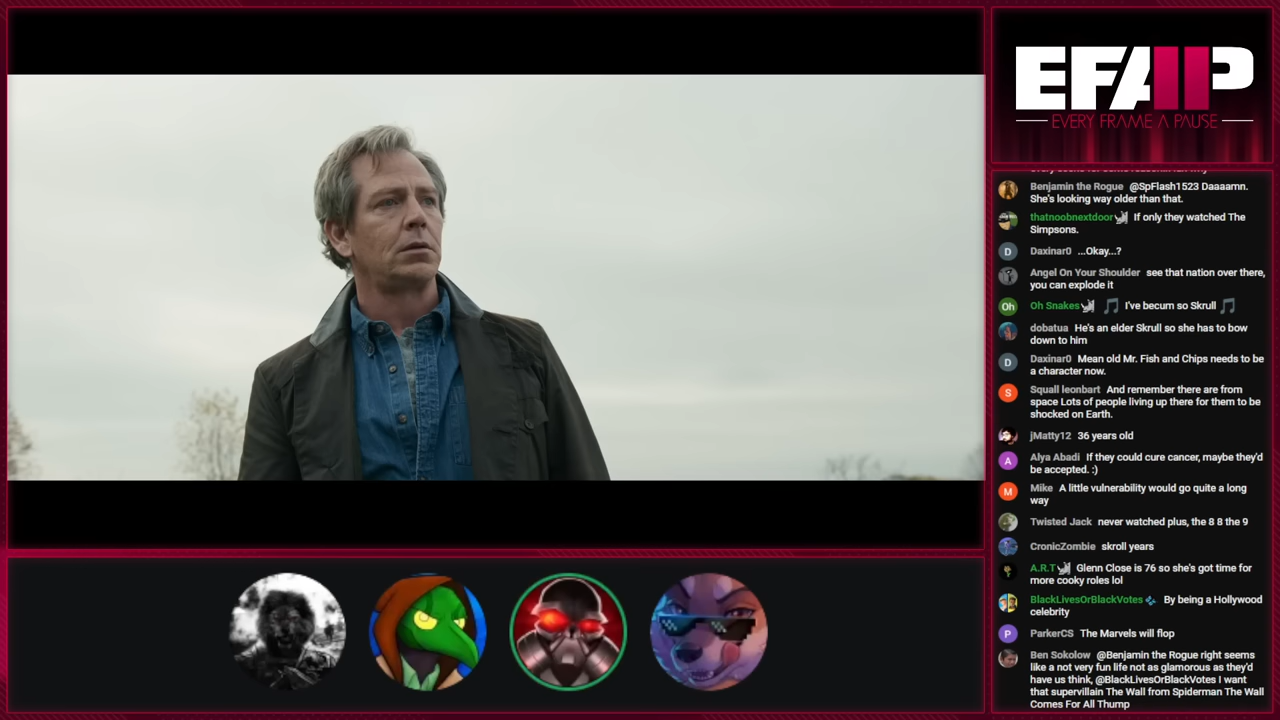 EFAP
EVERY FRAME A PAUSE
Benjamin the Rogue @SpFlash1523 Daaaamn.
She's looking way older than that.
thatnoobnextdoor If only they watched The
Simpsons.
Daxinar0 ...Okay...?
Angel On Your Shoulder see that nation over there,
you can explode it
Oh Snakes 🎵 I've becum so Skrull 🎵
dobatua He's an elder Skrull so she has to bow
down to him
Daxinar0 Mean old Mr. Fish and Chips needs to be
a character now.
Squall leonbart And remember there are from
space Lots of people living up there for them to be
shocked on Earth.
jMatty12 36 years old
Alya Abadi If they could cure cancer, maybe they'd
be accepted. :)
Mike A little vulnerability would go quite a long
way
Twisted Jack never watched plus, the 8 8 the 9
CronicZombie skroll years
A.R.T Glenn Close is 76 so she's got time for
more cooky roles lol
BlackLivesOrBlackVotes By being a Hollywood
celebrity
ParkerCS The Marvels will flop
Ben Sokolow @Benjamin the Rogue right seems
like a not very fun life not as glamorous as they'd
have us think, @BlackLivesOrBlackVotes I want
that supervillain The Wall from Spiderman The Wall
Comes For All Thump
D
Oh
D
S
A
M
P